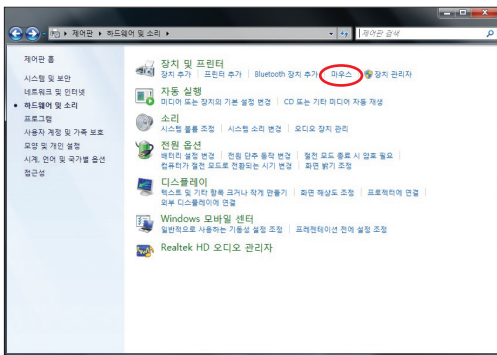 제어판 ▸ 하드웨어 및 소리 ▸
제어판 검색
제어판 홈
시스템 및 보안
네트워크 및 인터넷
하드웨어 및 소리
프로그램
사용자 계정 및 가족 보호
모양 및 개인 설정
시계, 언어 및 국가별 옵션
접근성
장치 및 프린터
장치 추가 | 프린터 추가 | Bluetooth 장치 추가 | 마우스 | 장치 관리자
자동 실행
미디어 또는 장치의 기본 설정 변경 | CD 또는 기타 미디어 자동 재생
소리
시스템 볼륨 조정 | 시스템 소리 변경 | 오디오 장치 관리
전원 옵션
배터리 설정 변경 | 전원 단추 동작 변경 | 절전 모드 종료 시 암호 필요 |
컴퓨터가 절전 모드로 전환되는 시기 변경 | 화면 밝기 조정
디스플레이
텍스트 및 기타 항목 크거나 작게 만들기 | 화면 해상도 조정 | 프로젝터에 연결 |
외부 디스플레이에 연결
Windows 모바일 센터
일반적으로 사용하는 기동성 설정 조정 | 프레젠테이션 전에 설정 조정
Realtek HD 오디오 관리자